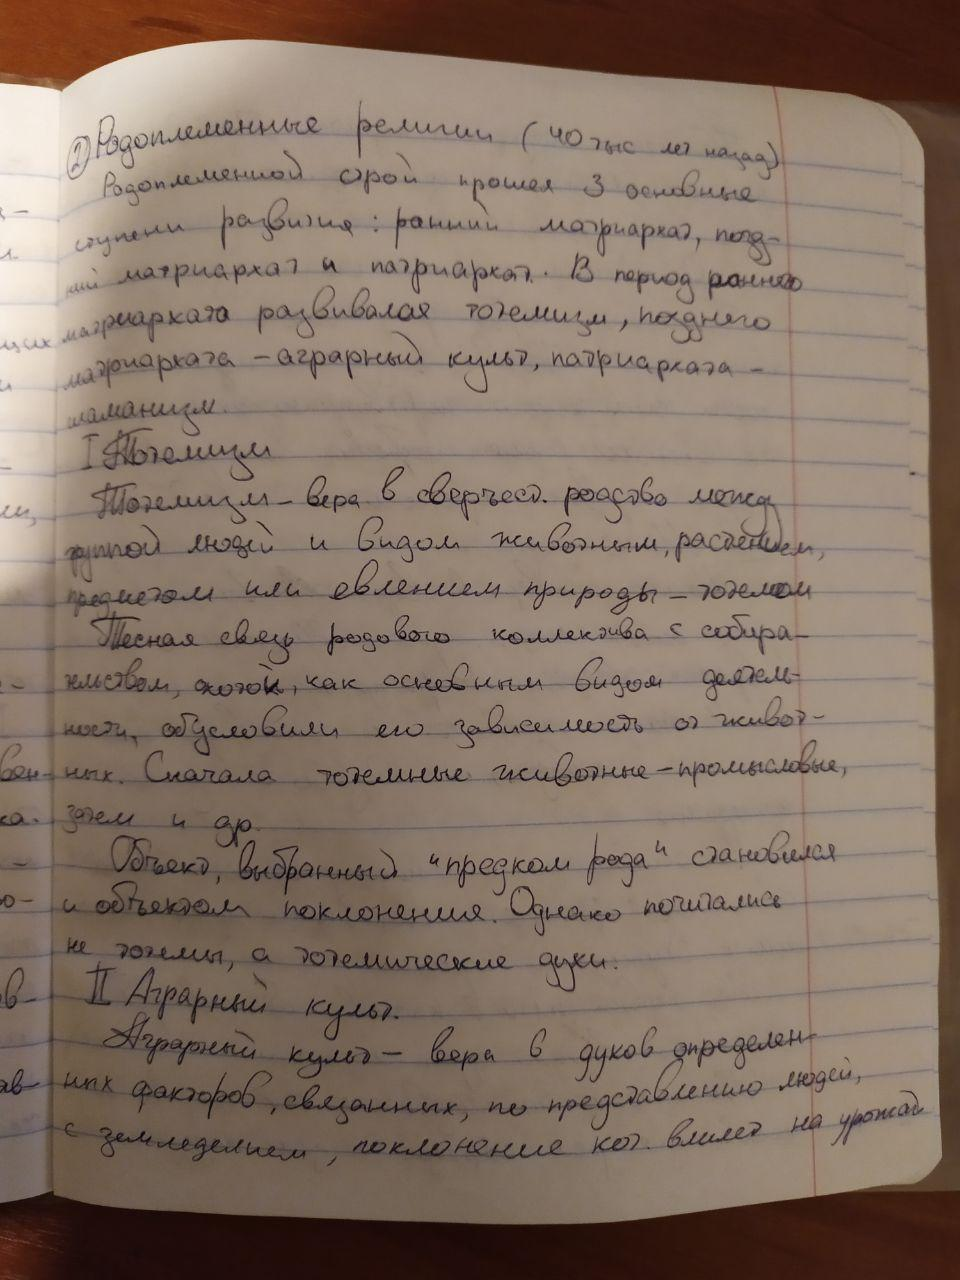 ② Родоплеменные религии (40 тыс лет назад)
Родоплеменной строй прошел 3 основные
ступени развития: ранний матриархат, позд-
ний матриархат и патриархат. В период раннего
матриархата развивался тотемизм, позднего
матриархата – аграрный культ, патриархата –
шаманизм.
I Тотемизм
Тотемизм – вера в сверхъест. родство между
группой людей и видом животным, растением,
предметом или явлением природы – тотемом
Тесная связь родового коллектива с собира-
тельством, охотой, как основным видом деятель-
ности, обусловили его зависимость от живот-
ных. Сначала тотемные животные – промысловые,
затем и др.
Объект, выбранный "предком рода" становился
и объектом поклонения. Однако почитались
не тотемы, а тотемические духи.
II Аграрный культ.
Аграрный культ – вера в духов определен-
ных факторов, связанных, по представлению людей,
с земледелием, поклонение кот. влияет на урожай